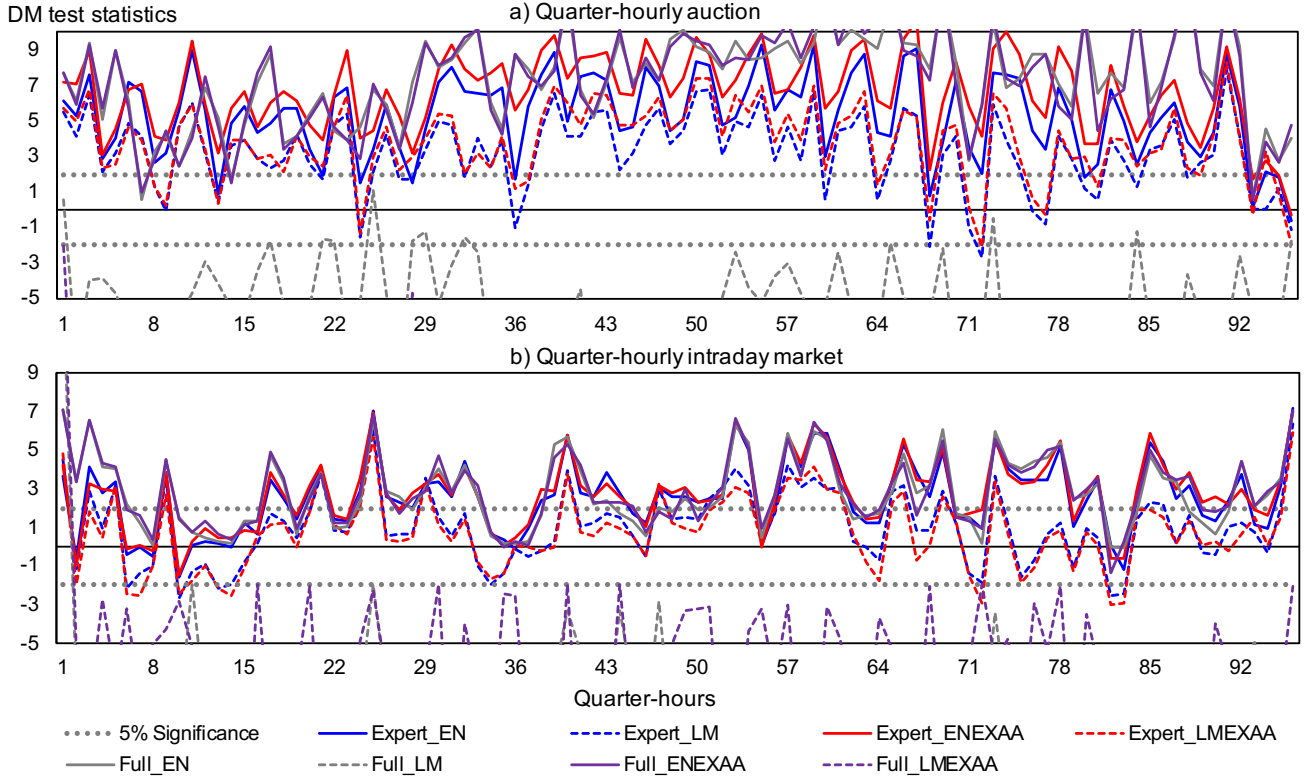 DM test statistics
a) Quarter-hourly auction
9
7
5
3
1
-1
-3
-5
1 8 15 22 29 36 43 50 57 64 71 78 85 92
b) Quarter-hourly intraday market
9
7
5
3
1
-1
-3
-5
1 8 15 22 29 36 43 50 57 64 71 78 85 92
Quarter-hours
5% Significance Expert_EN Expert_LM Expert_ENEXAA Expert_LMEXAA
Full_EN Full_LM Full_ENEXAA Full_LMEXAA